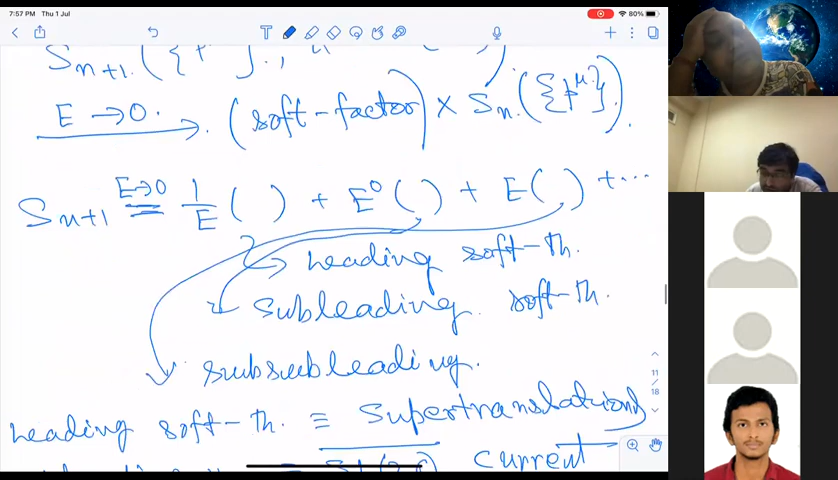 7:57 PM Thu 1 Jul 80%
S_{n+1} ({p
E → 0. (soft-factor) × S_n ({p^μ}).
S_{n+1} E→0 = 1/E ( ) + E^0 ( ) + E ( ) + ...
leading soft-th.
subleading. soft-th.
subsubleading.
leading soft-th. ≡ supertranslations
current
11
18